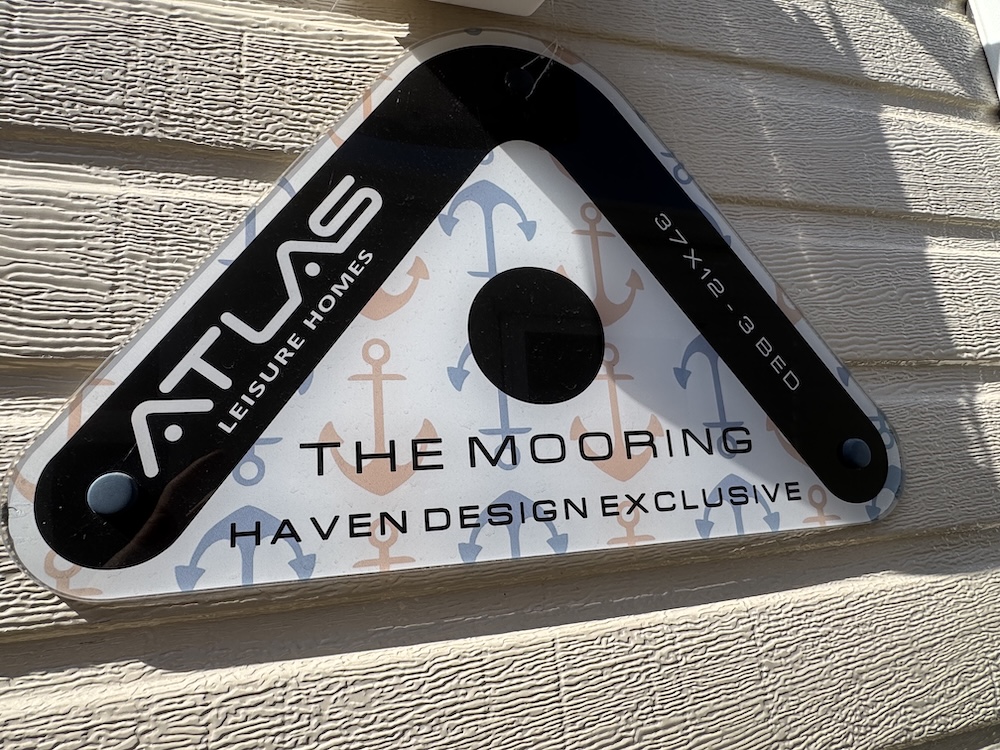 ATLAS
LEISURE HOMES
37X12 - 3 BED
THE MOORING
HAVEN DESIGN EXCLUSIVE